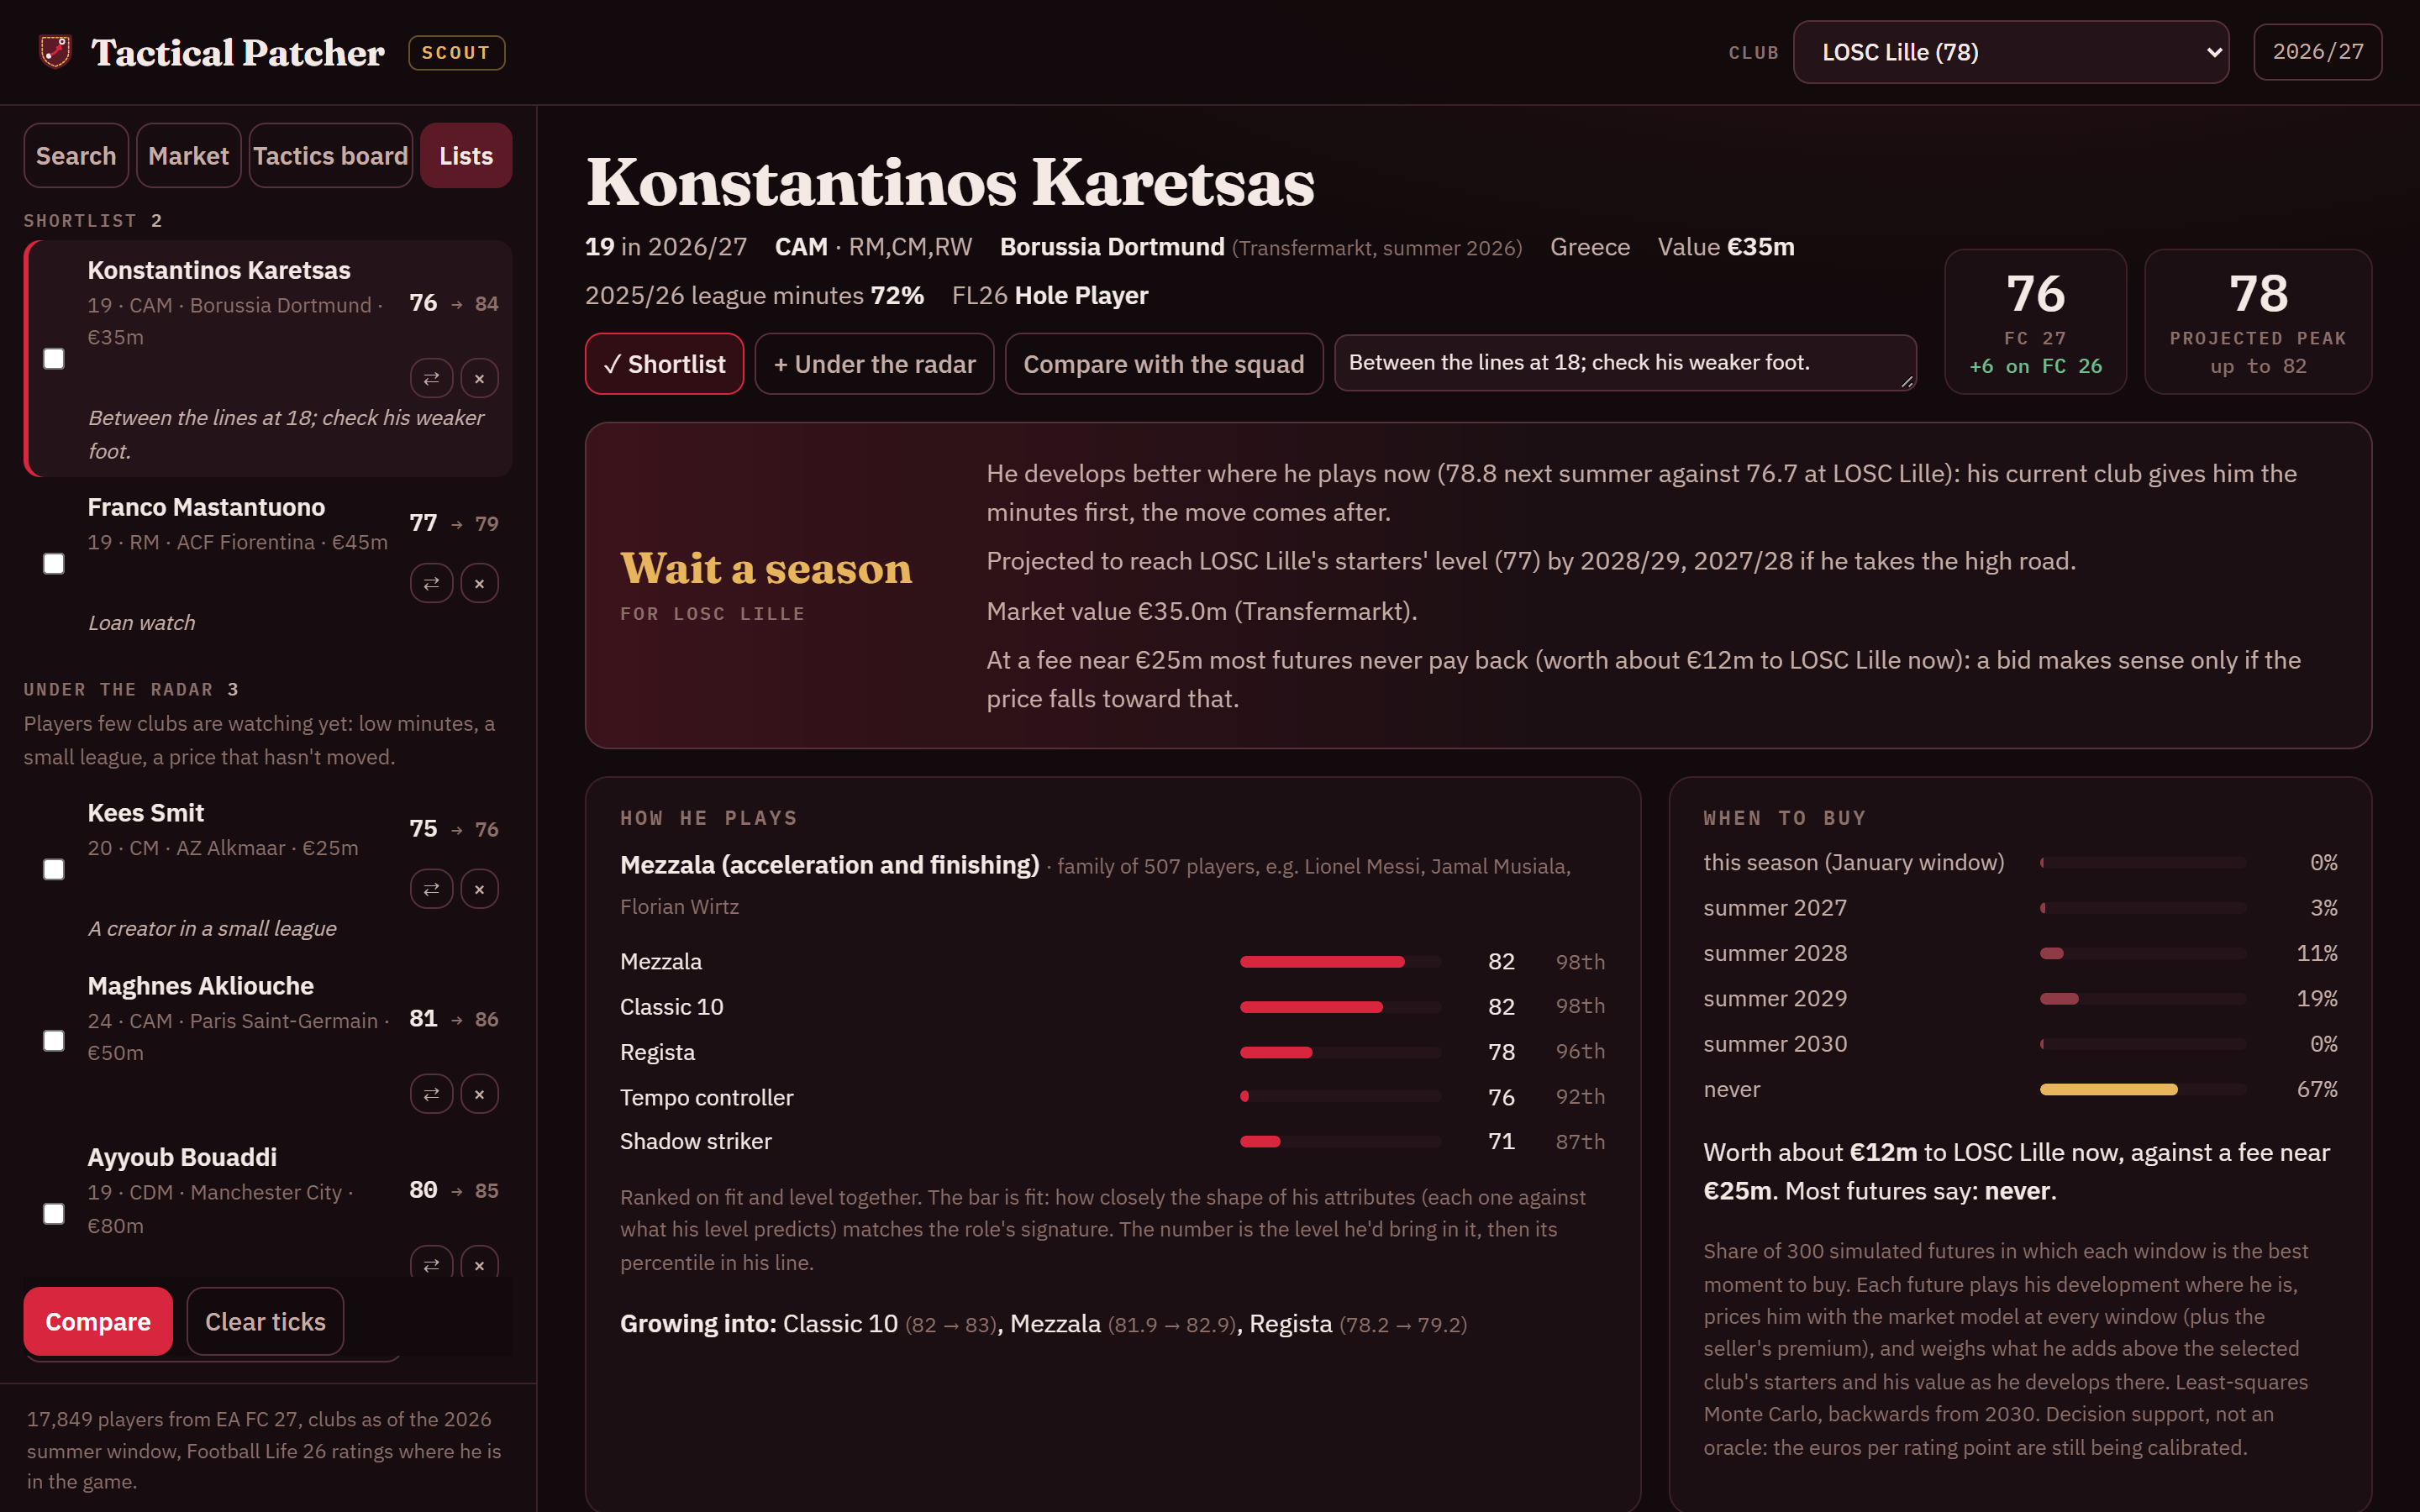 Tactical Patcher SCOUT
CLUB LOSC Lille (78) 2026/27
Search Market Tactics board Lists
SHORTLIST 2
Konstantinos Karetsas
19 · CAM · Borussia Dortmund ·
€35m
76 → 84
⇄ ×
Between the lines at 18; check his weaker
foot.
Franco Mastantuono
19 · RM · ACF Fiorentina · €45m
77 → 79
⇄ ×
Loan watch
UNDER THE RADAR 3
Players few clubs are watching yet: low minutes, a
small league, a price that hasn't moved.
Kees Smit
20 · CM · AZ Alkmaar · €25m
75 → 76
⇄ ×
A creator in a small league
Maghnes Akliouche
24 · CAM · Paris Saint-Germain ·
€50m
81 → 86
⇄ ×
Ayyoub Bouaddi
19 · CDM · Manchester City ·
€80m
80 → 85
⇄ ×
Compare Clear ticks
17,849 players from EA FC 27, clubs as of the 2026
summer window, Football Life 26 ratings where he is
in the game.
Konstantinos Karetsas
19 in 2026/27 CAM · RM,CM,RW Borussia Dortmund (Transfermarkt, summer 2026) Greece Value €35m
2025/26 league minutes 72% FL26 Hole Player
✓ Shortlist + Under the radar Compare with the squad Between the lines at 18; check his weaker foot.
76
FC 27
+6 on FC 26
78
PROJECTED PEAK
up to 82
Wait a season
FOR LOSC LILLE
He develops better where he plays now (78.8 next summer against 76.7 at LOSC Lille): his current club gives him the
minutes first, the move comes after.
Projected to reach LOSC Lille's starters' level (77) by 2028/29, 2027/28 if he takes the high road.
Market value €35.0m (Transfermarkt).
At a fee near €25m most futures never pay back (worth about €12m to LOSC Lille now): a bid makes sense only if the
price falls toward that.
HOW HE PLAYS
Mezzala (acceleration and finishing) · family of 507 players, e.g. Lionel Messi, Jamal Musiala,
Florian Wirtz
Mezzala 82 98th
Classic 10 82 98th
Regista 78 96th
Tempo controller 76 92th
Shadow striker 71 87th
Ranked on fit and level together. The bar is fit: how closely the shape of his attributes (each one against
what his level predicts) matches the role's signature. The number is the level he'd bring in it, then its
percentile in his line.
Growing into: Classic 10 (82 → 83), Mezzala (81.9 → 82.9), Regista (78.2 → 79.2)
WHEN TO BUY
this season (January window) 0%
summer 2027 3%
summer 2028 11%
summer 2029 19%
summer 2030 0%
never 67%
Worth about €12m to LOSC Lille now, against a fee near
€25m. Most futures say: never.
Share of 300 simulated futures in which each window is the best
moment to buy. Each future plays his development where he is,
prices him with the market model at every window (plus the
seller's premium), and weighs what he adds above the selected
club's starters and his value as he develops there. Least-squares
Monte Carlo, backwards from 2030. Decision support, not an
oracle: the euros per rating point are still being calibrated.